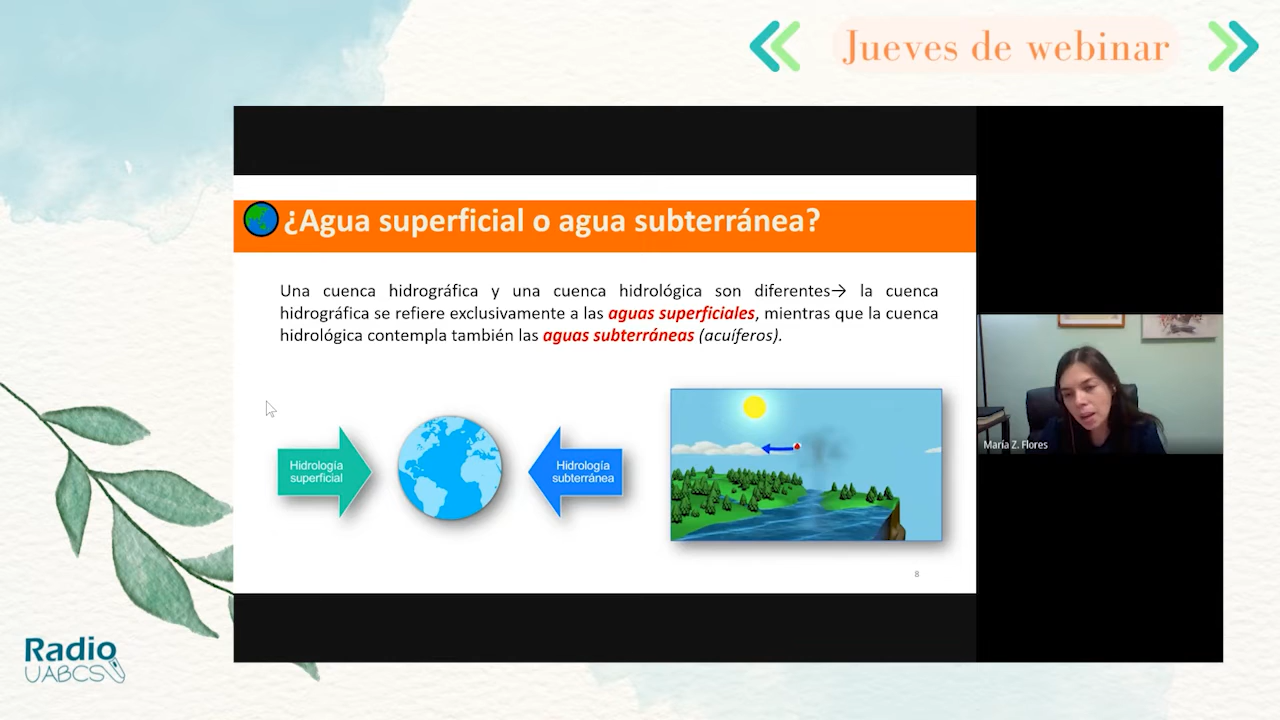 Jueves de webinar
¿Agua superficial o agua subterránea?
Una cuenca hidrográfica y una cuenca hidrológica son diferentes→ la cuenca
hidrográfica se refiere exclusivamente a las aguas superficiales, mientras que la cuenca
hidrológica contempla también las aguas subterráneas (acuíferos).
Hidrología
superficial
Hidrología
subterránea
8
María Z. Flores
Radio
UABCS